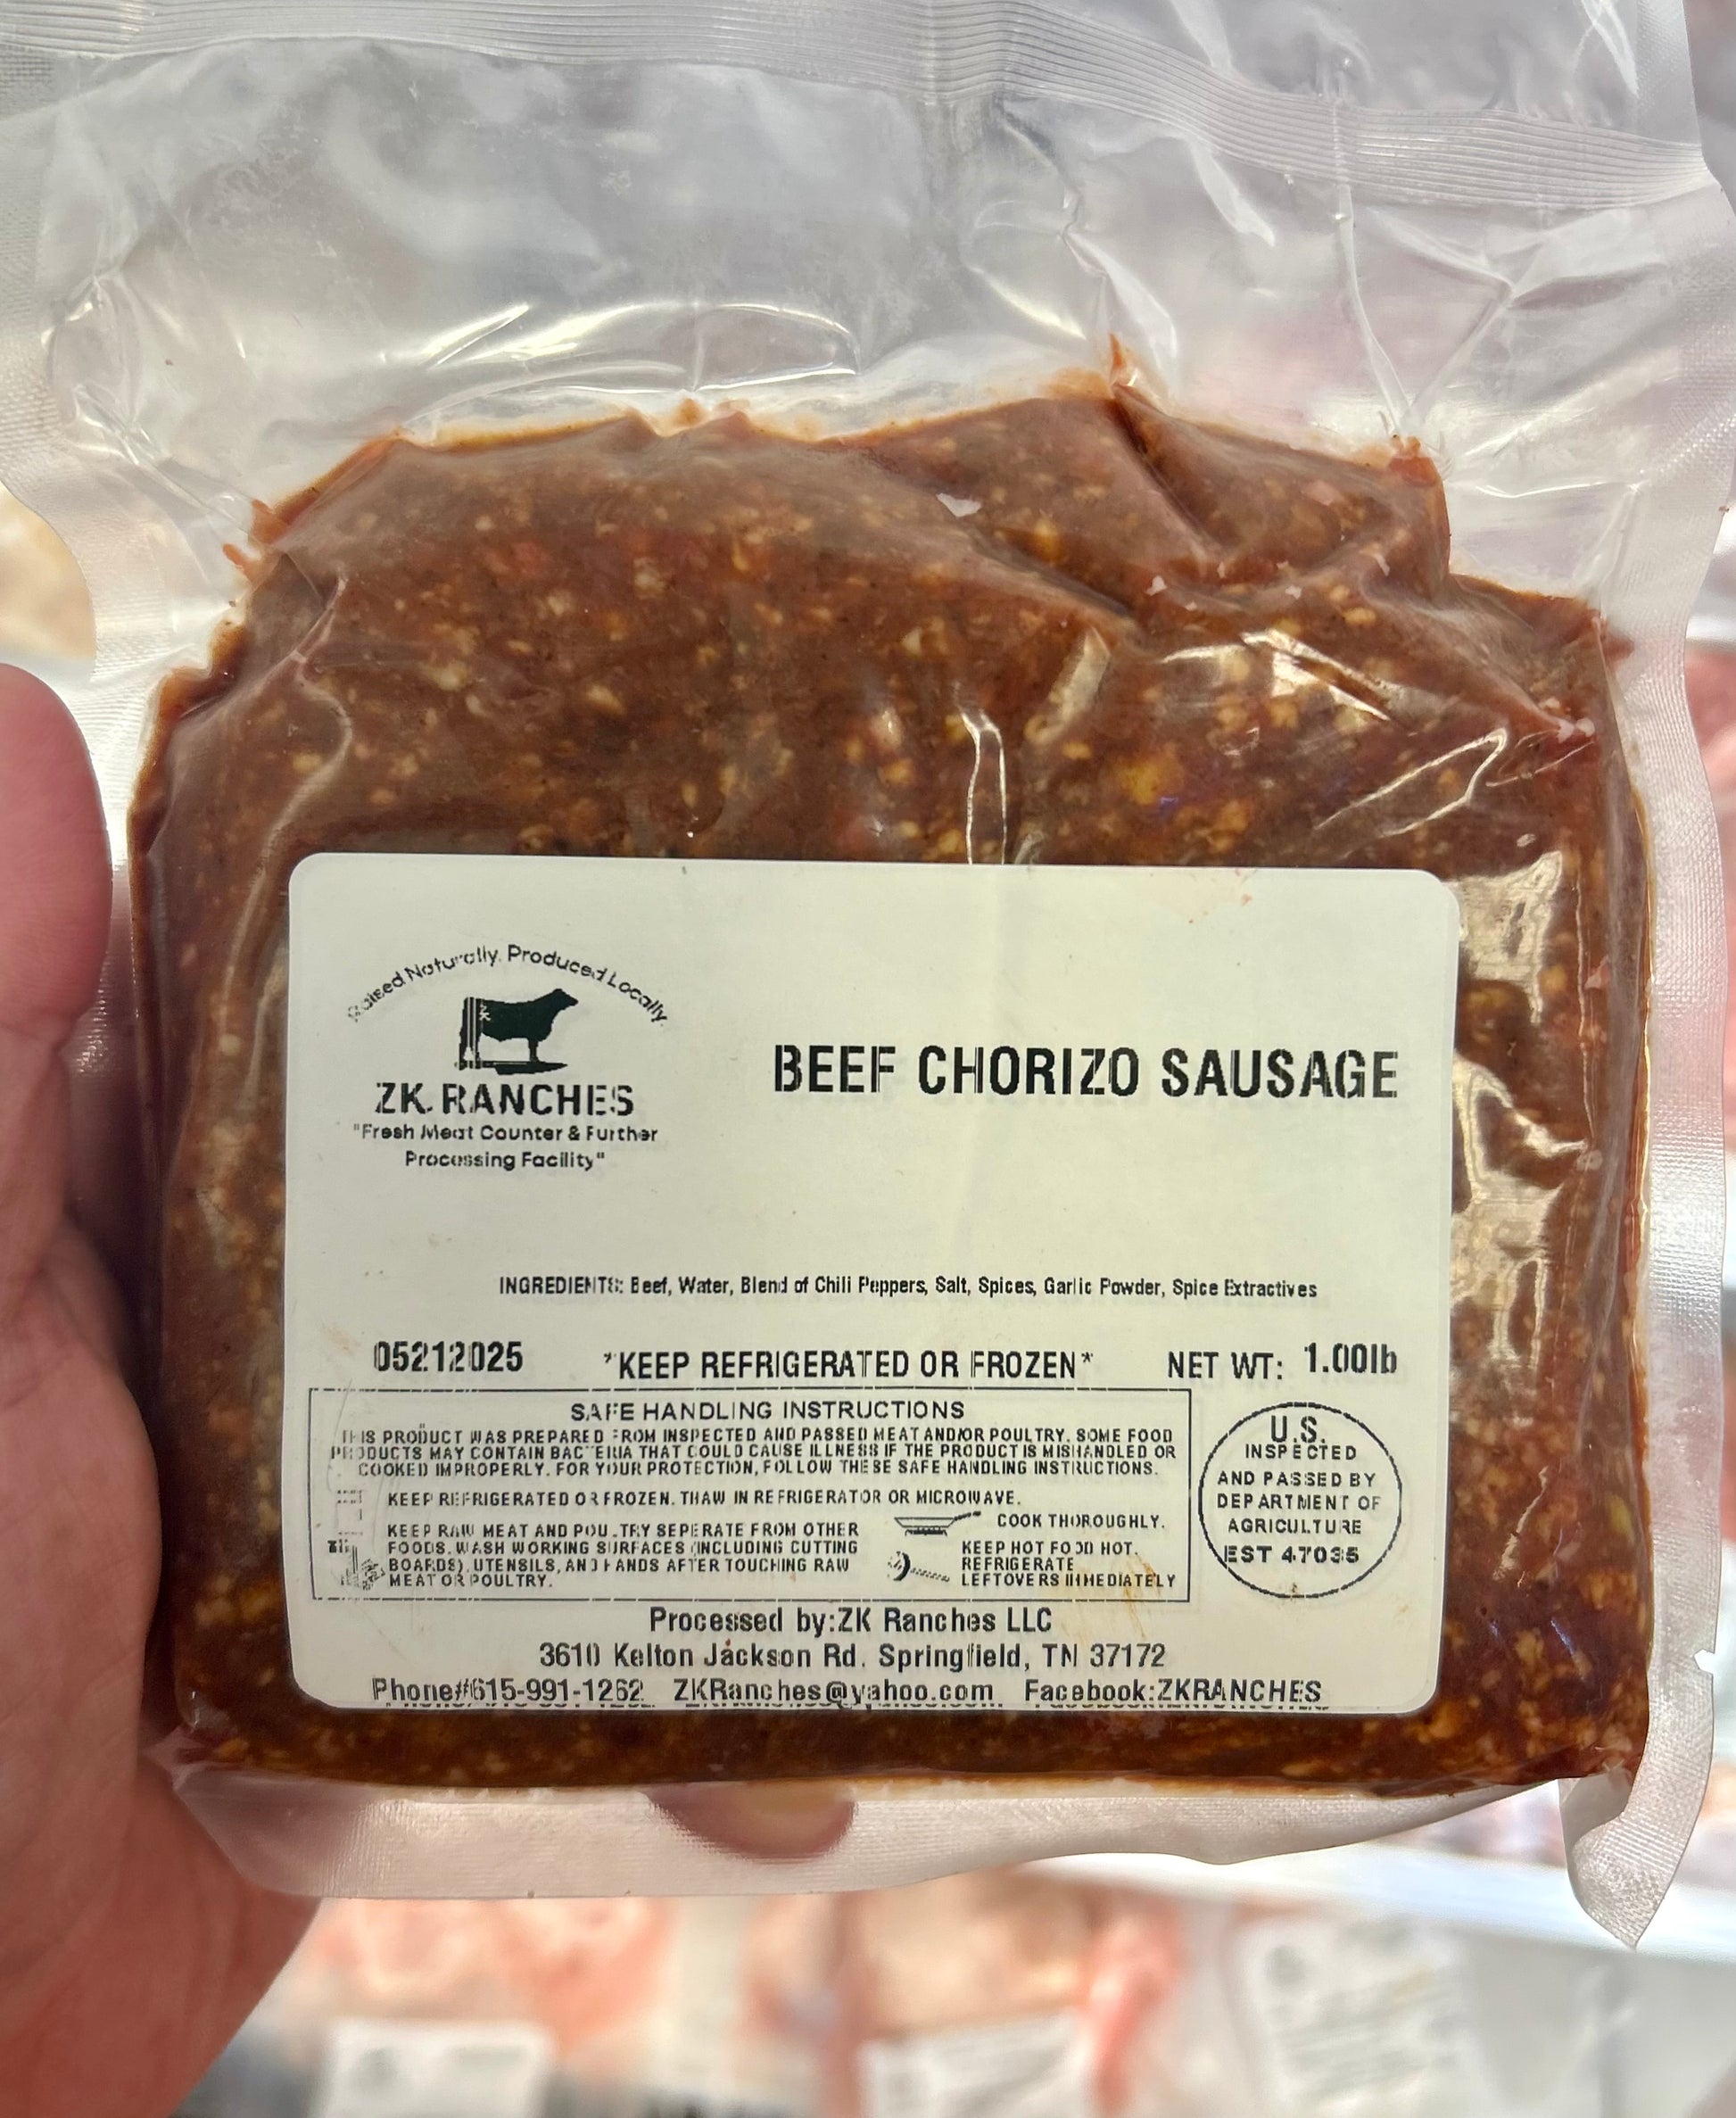 Raised Naturally, Produced Locally.
ZK RANCHES
"Fresh Meat Counter & Further
Processing Facility"
BEEF CHORIZO SAUSAGE
INGREDIENTS: Beef, Water, Blend of Chili Peppers, Salt, Spices, Garlic Powder, Spice Extractives
05212025
*KEEP REFRIGERATED OR FROZEN*
NET WT: 1.00lb
SAFE HANDLING INSTRUCTIONS
THIS PRODUCT WAS PREPARED FROM INSPECTED AND PASSED MEAT AND/OR POULTRY. SOME FOOD
PRODUCTS MAY CONTAIN BACTERIA THAT COULD CAUSE ILLNESS IF THE PRODUCT IS MISHANDLED OR
COOKED IMPROPERLY. FOR YOUR PROTECTION, FOLLOW THESE SAFE HANDLING INSTRUCTIONS.
KEEP REFRIGERATED OR FROZEN. THAW IN REFRIGERATOR OR MICROWAVE.
KEEP RAW MEAT AND POULTRY SEPERATE FROM OTHER
FOODS. WASH WORKING SURFACES (INCLUDING CUTTING
BOARDS), UTENSILS, AND HANDS AFTER TOUCHING RAW
MEAT OR POULTRY.
COOK THOROUGHLY.
KEEP HOT FOOD HOT.
REFRIGERATE
LEFTOVERS IMMEDIATELY
U.S.
INSPECTED
AND PASSED BY
DEPARTMENT OF
AGRICULTURE
EST 47035
Processed by:ZK Ranches LLC
3610 Kelton Jackson Rd. Springfield, TN 37172
Phone#615-991-1262 ZKRanches@yahoo.com Facebook:ZKRANCHES